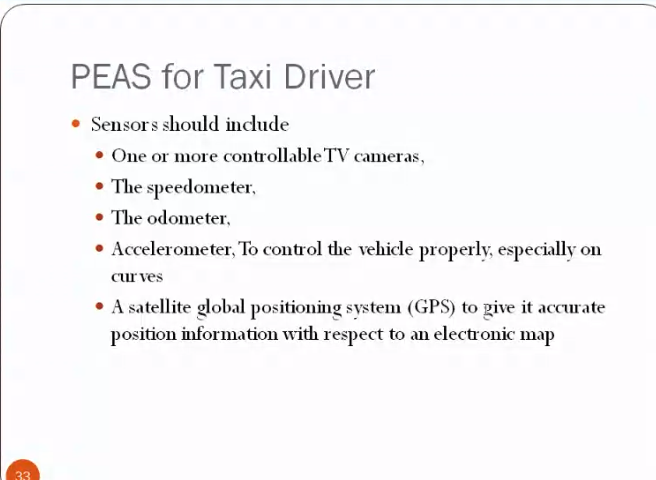 PEAS for Taxi Driver
• Sensors should include
• One or more controllable TV cameras,
• The speedometer,
• The odometer,
• Accelerometer, To control the vehicle properly, especially on
curves
• A satellite global positioning system (GPS) to give it accurate
position information with respect to an electronic map
33